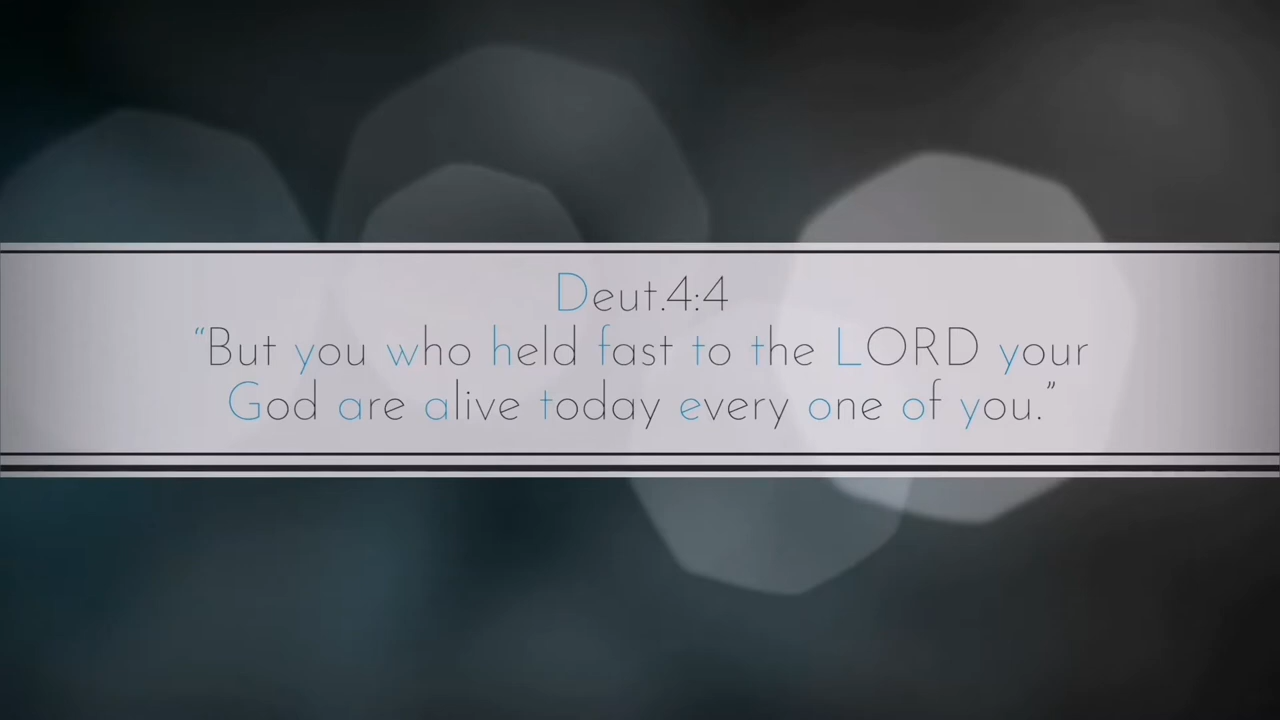 Deut.4:4
“But you who held fast to the LORD your
God are alive today every one of you.”